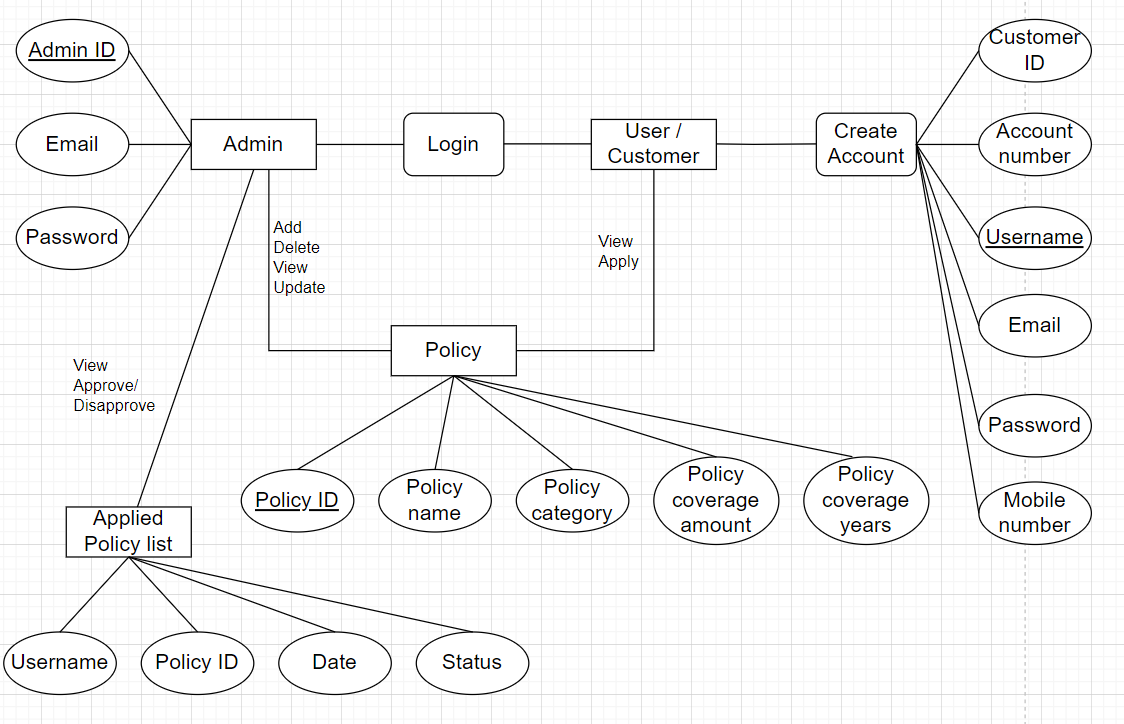 Admin ID
Email
Password
Admin
Login
User /
Customer
Create
Account
Customer
ID
Account
number
Username
Email
Password
Mobile
number
Add
Delete
View
Update
View
Apply
Policy
View
Approve/
Disapprove
Policy ID
Policy
name
Policy
category
Policy
coverage
amount
Policy
coverage
years
Applied
Policy list
Username
Policy ID
Date
Status